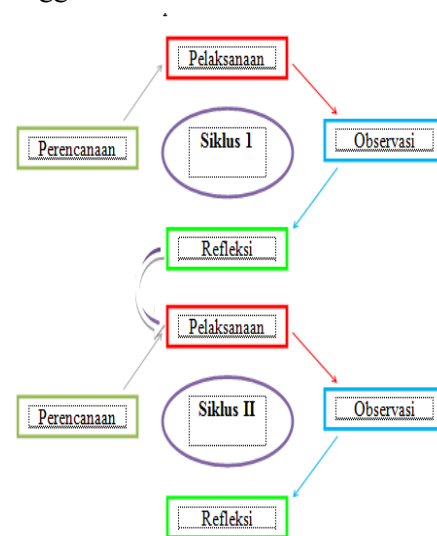 Pelaksanaan
Perencanaan
Siklus 1
Observasi
Refleksi
Pelaksanaan
Perencanaan
Siklus II
Observasi
Refleksi